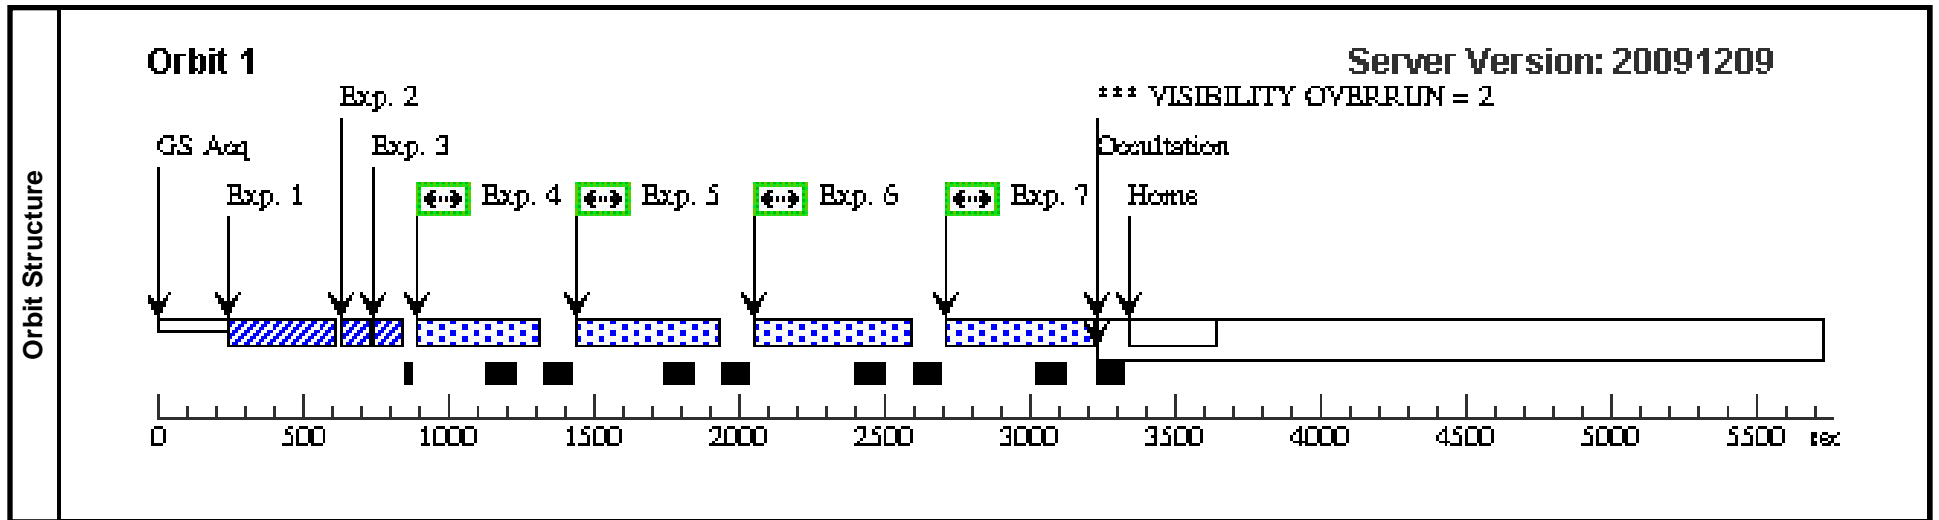 Orbit Structure
Orbit 1
Server Version: 20091209
Exp. 2
*** VISIBILITY OVERRUN = 2
GS Acq
Exp. 3
Occultation
Exp. 1
Exp. 4
Exp. 5
Exp. 6
Exp. 7
Home
0 500 1000 1500 2000 2500 3000 3500 4000 4500 5000 5500 sec